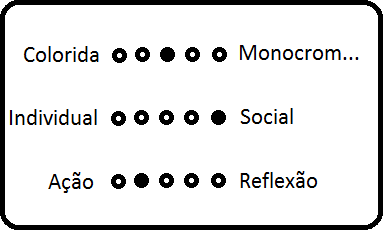 Colorida Monocrom...
Individual Social
Ação Reflexão